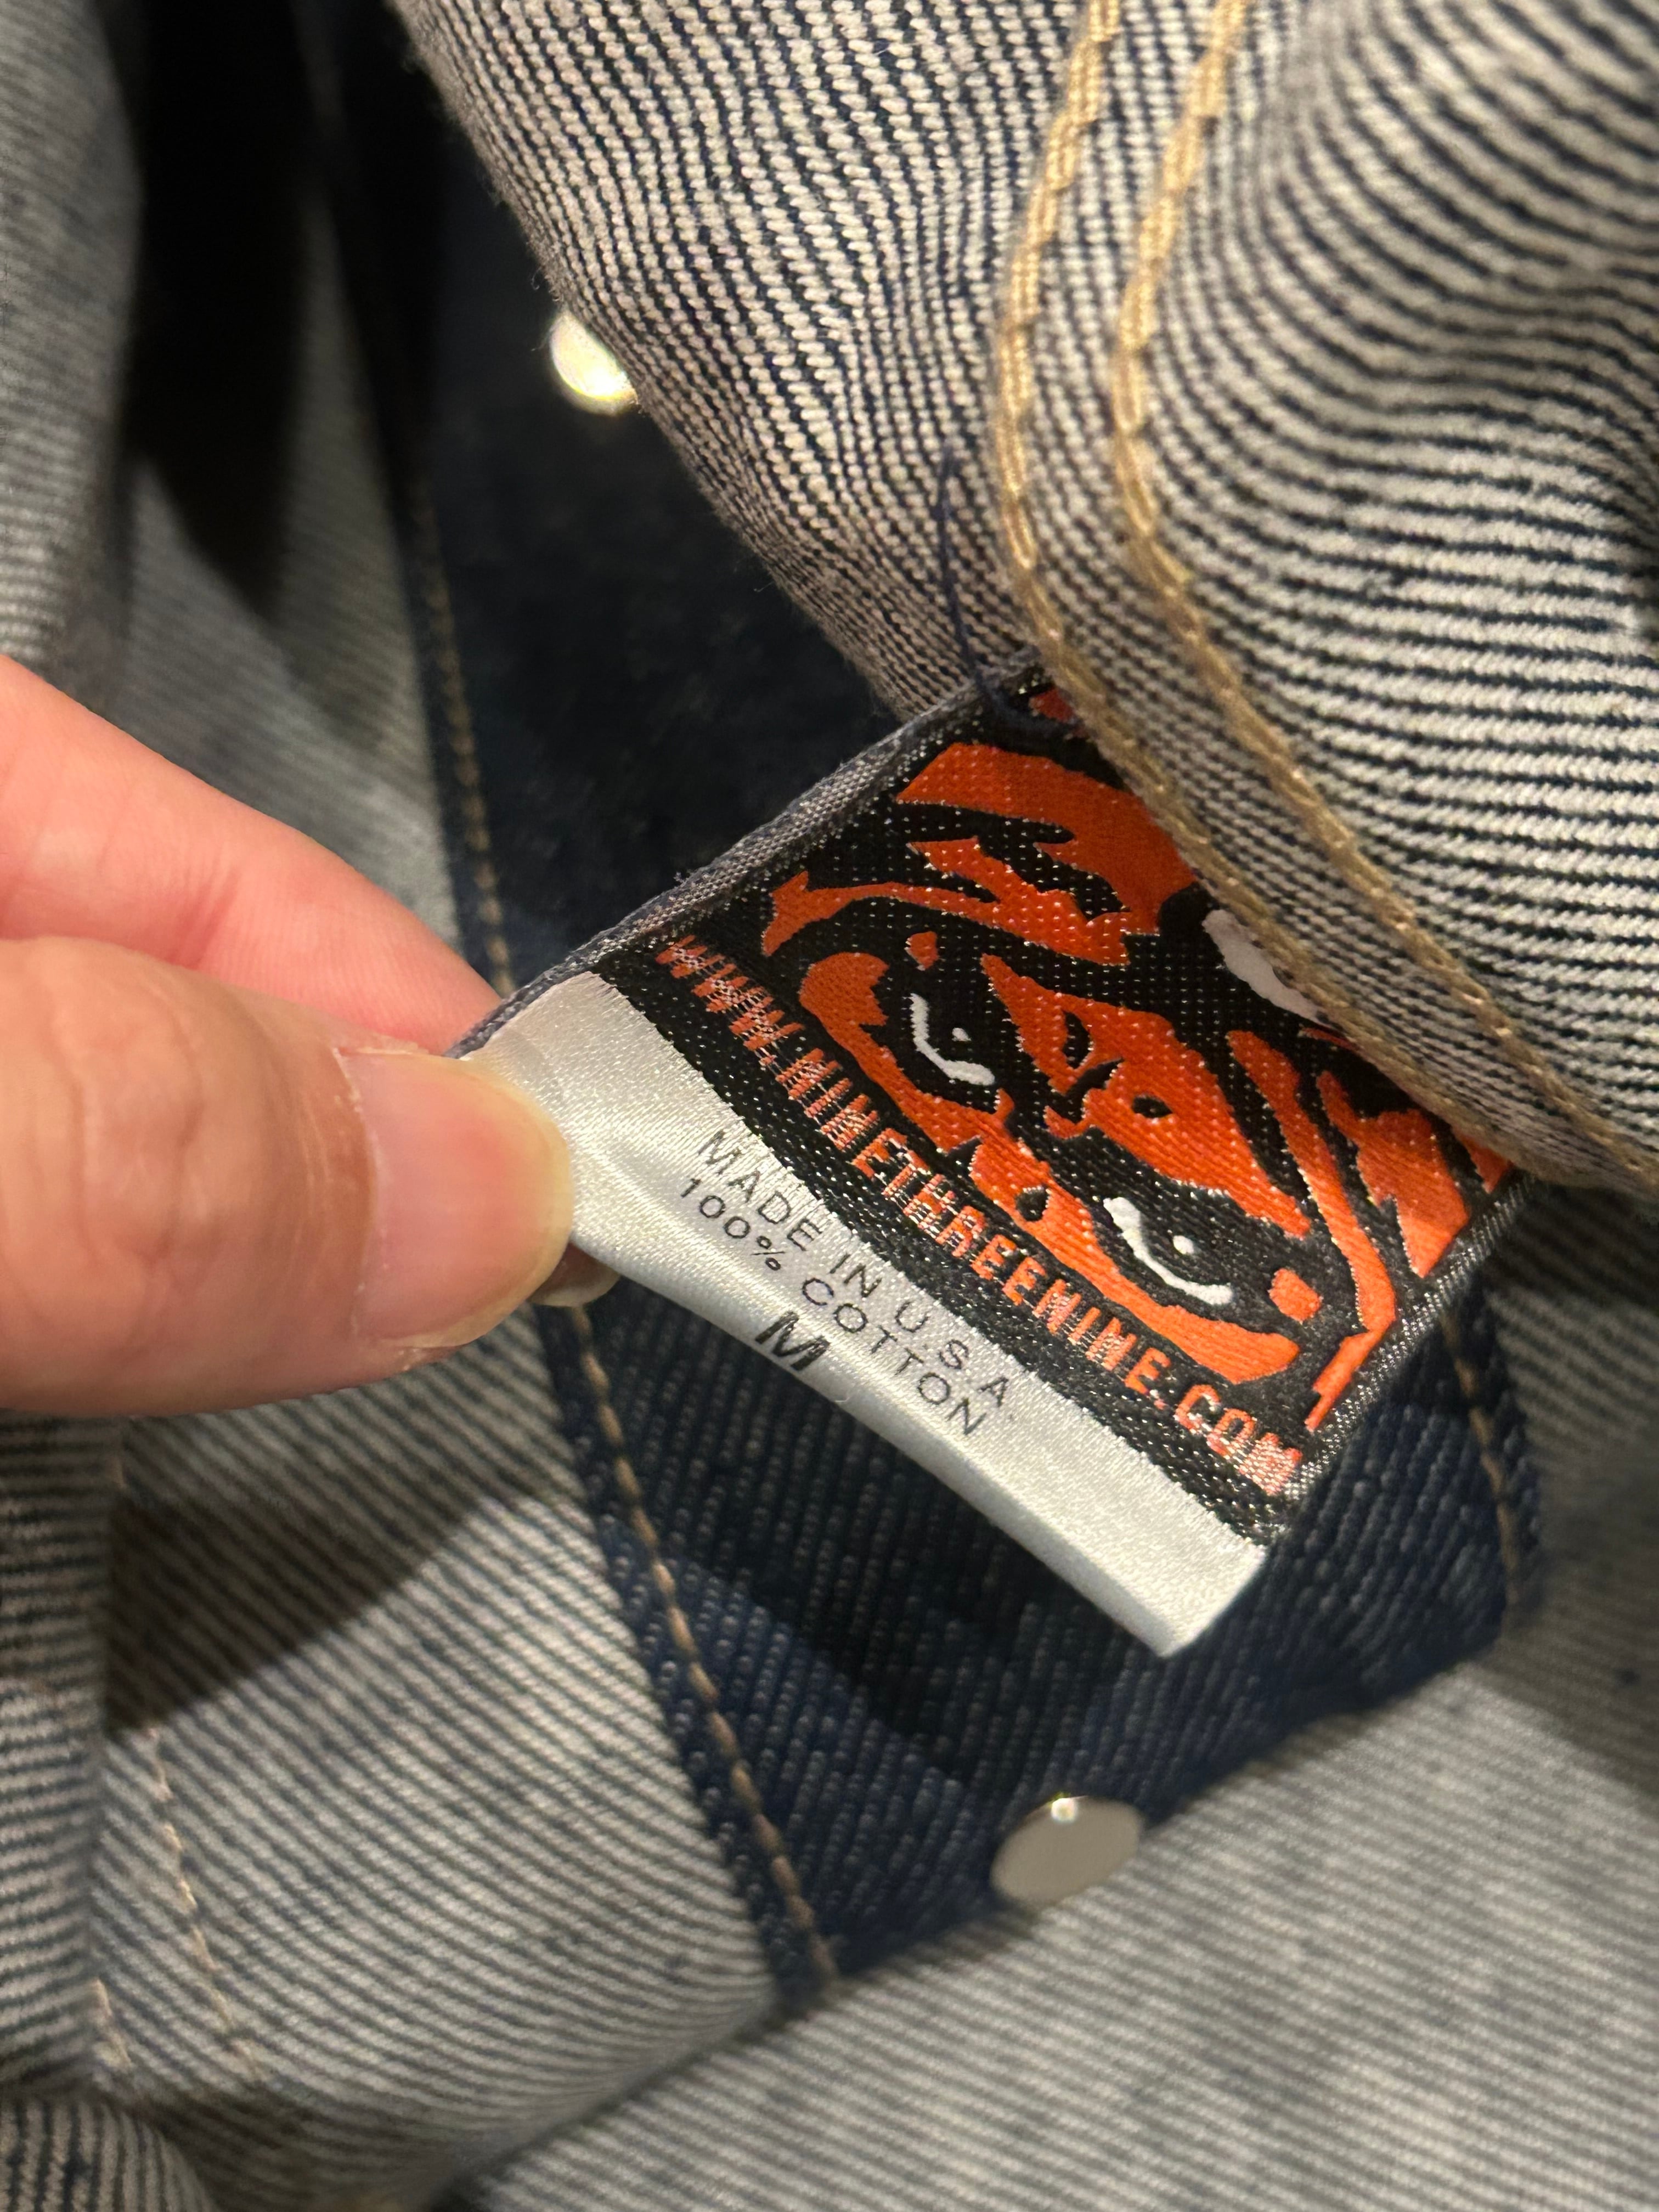 WWW.NINETHREENINE.COM
MADE IN U.S.A.
100% COTTON
M